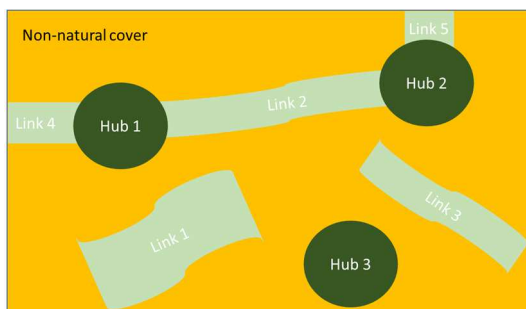 Non-natural cover
Link 5
Hub 2
Link 2
Link 4
Hub 1
Link 3
Link 1
Hub 3